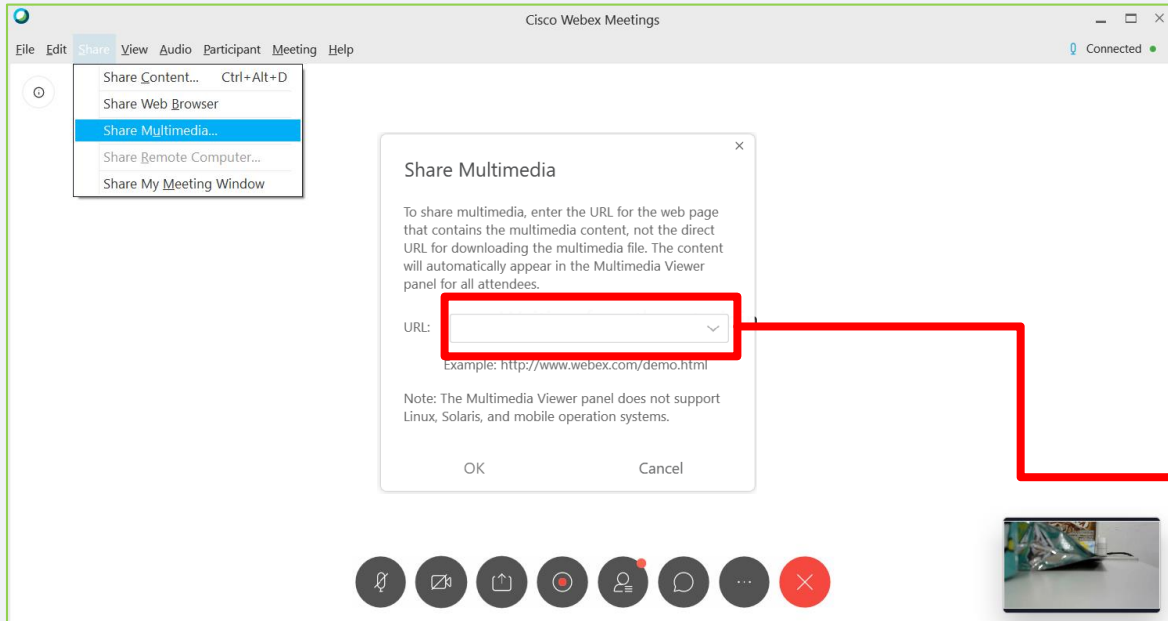 Cisco Webex Meetings
File Edit Share View Audio Participant Meeting Help
Connected
Share Content... Ctrl+Alt+D
Share Web Browser
Share Multimedia...
Share Remote Computer...
Share My Meeting Window
Share Multimedia
To share multimedia, enter the URL for the web page
that contains the multimedia content, not the direct
URL for downloading the multimedia file. The content
will automatically appear in the Multimedia Viewer
panel for all attendees.
URL:
Example: http://www.webex.com/demo.html
Note: The Multimedia Viewer panel does not support
Linux, Solaris, and mobile operation systems.
OK Cancel